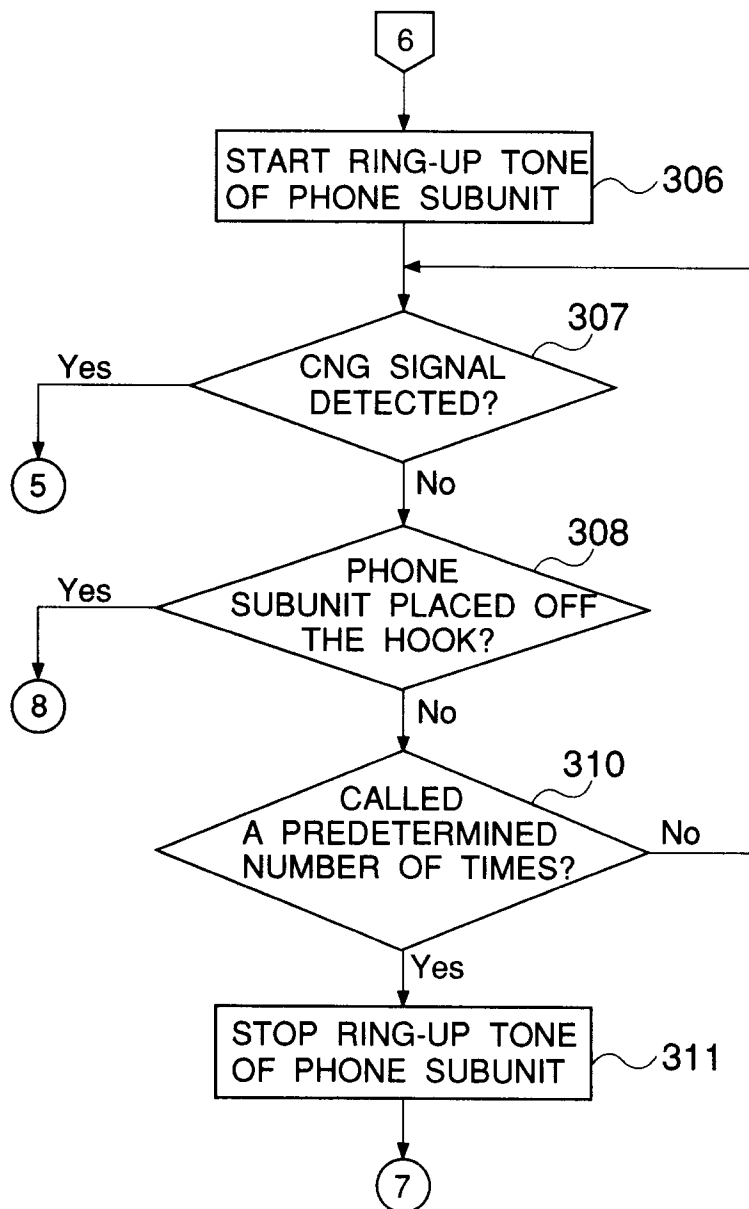 6
START RING-UP TONE
OF PHONE SUBUNIT
306
307
CNG SIGNAL
DETECTED?
Yes
5
No
308
PHONE
SUBUNIT PLACED OFF
THE HOOK?
Yes
8
No
310
CALLED
A PREDETERMINED
NUMBER OF TIMES?
No
Yes
STOP RING-UP TONE
OF PHONE SUBUNIT
311
7